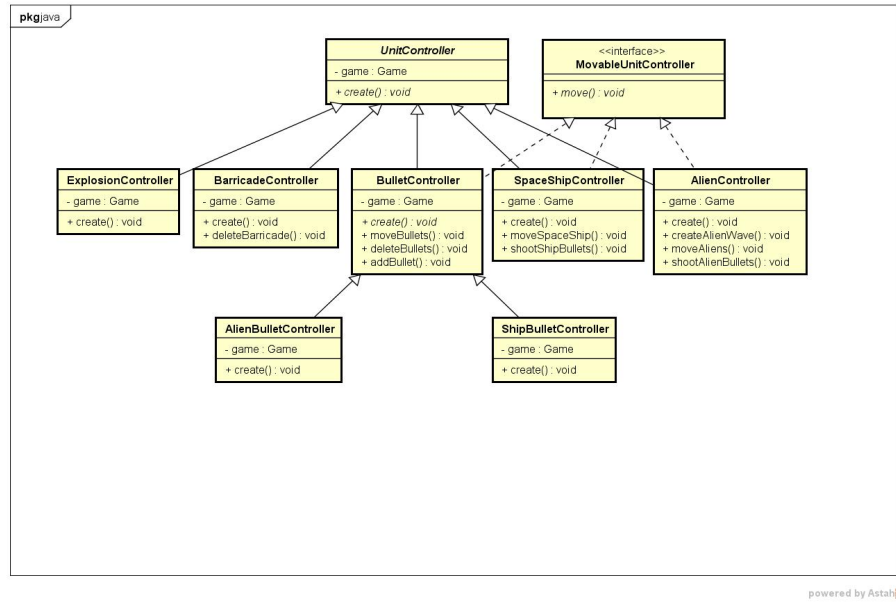 pkg java
UnitController
- game : Game
+ create() : void
<<interface>>
MovableUnitController
+ move() : void
ExplosionController
- game : Game
+ create() : void
BarricadeController
- game : Game
+ create() : void
+ deleteBarricade() : void
BulletController
- game : Game
+ create() : void
+ moveBullets() : void
+ deleteBullets() : void
+ addBullet() : void
SpaceShipController
- game : Game
+ create() : void
+ moveSpaceShip() : void
+ shootShipBullets() : void
AlienController
- game : Game
+ create() : void
+ createAlienWave() : void
+ moveAliens() : void
+ shootAlienBullets() : void
AlienBulletController
- game : Game
+ create() : void
ShipBulletController
- game : Game
+ create() : void
powered by Astah